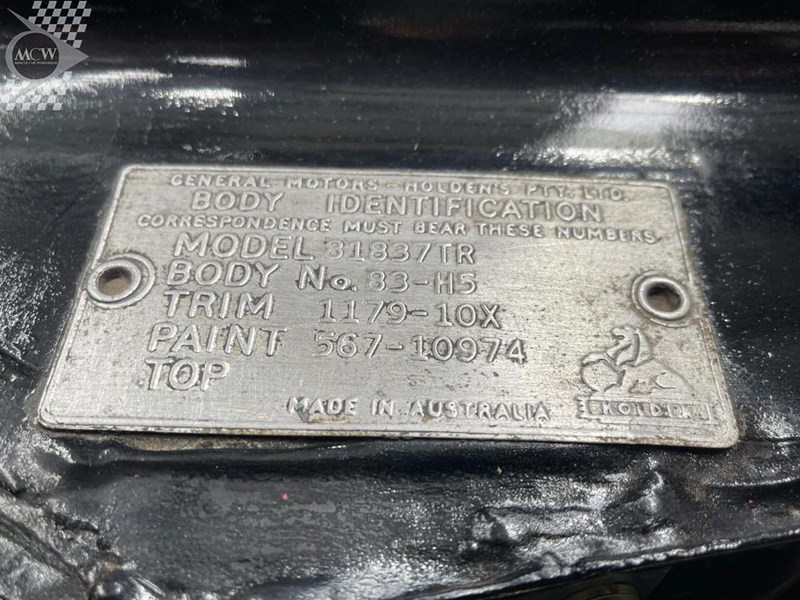 MCW
GENERAL MOTORS - HOLDEN'S PTY. LTD.
BODY IDENTIFICATION
CORRESPONDENCE MUST BEAR THESE NUMBERS
MODEL 81837TR
BODY No. 83-H5
TRIM 1179-10X
PAINT 567-10974
TOP
MADE IN AUSTRALIA
HOLDEN